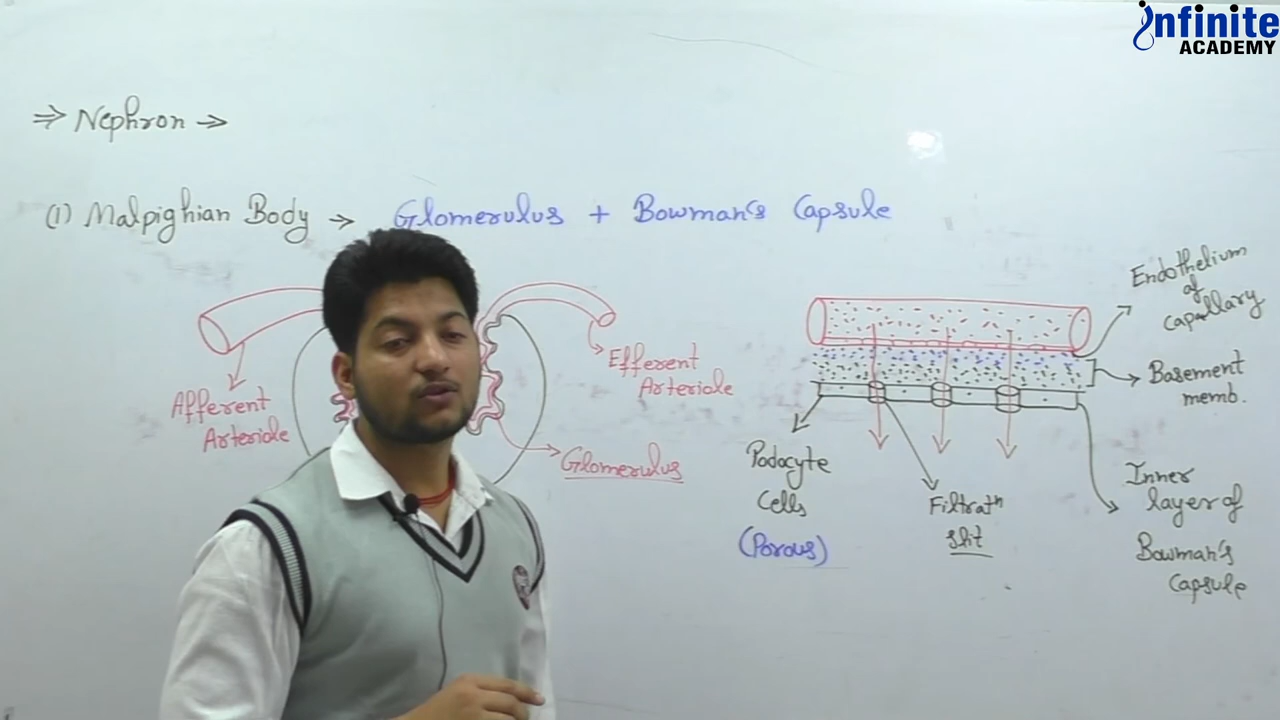 infinite
ACADEMY
⇒ Nephron →
(1) Malpighian Body → Glomerulus + Bowman's Capsule
Afferent
Arteriole
Efferent
Arteriole
Glomerulus
Endothelium
of
capillary
Basement
memb.
Podocyte
Cells
(Porous)
Filtratn
slit
Inner
layer of
Bowman's
Capsule